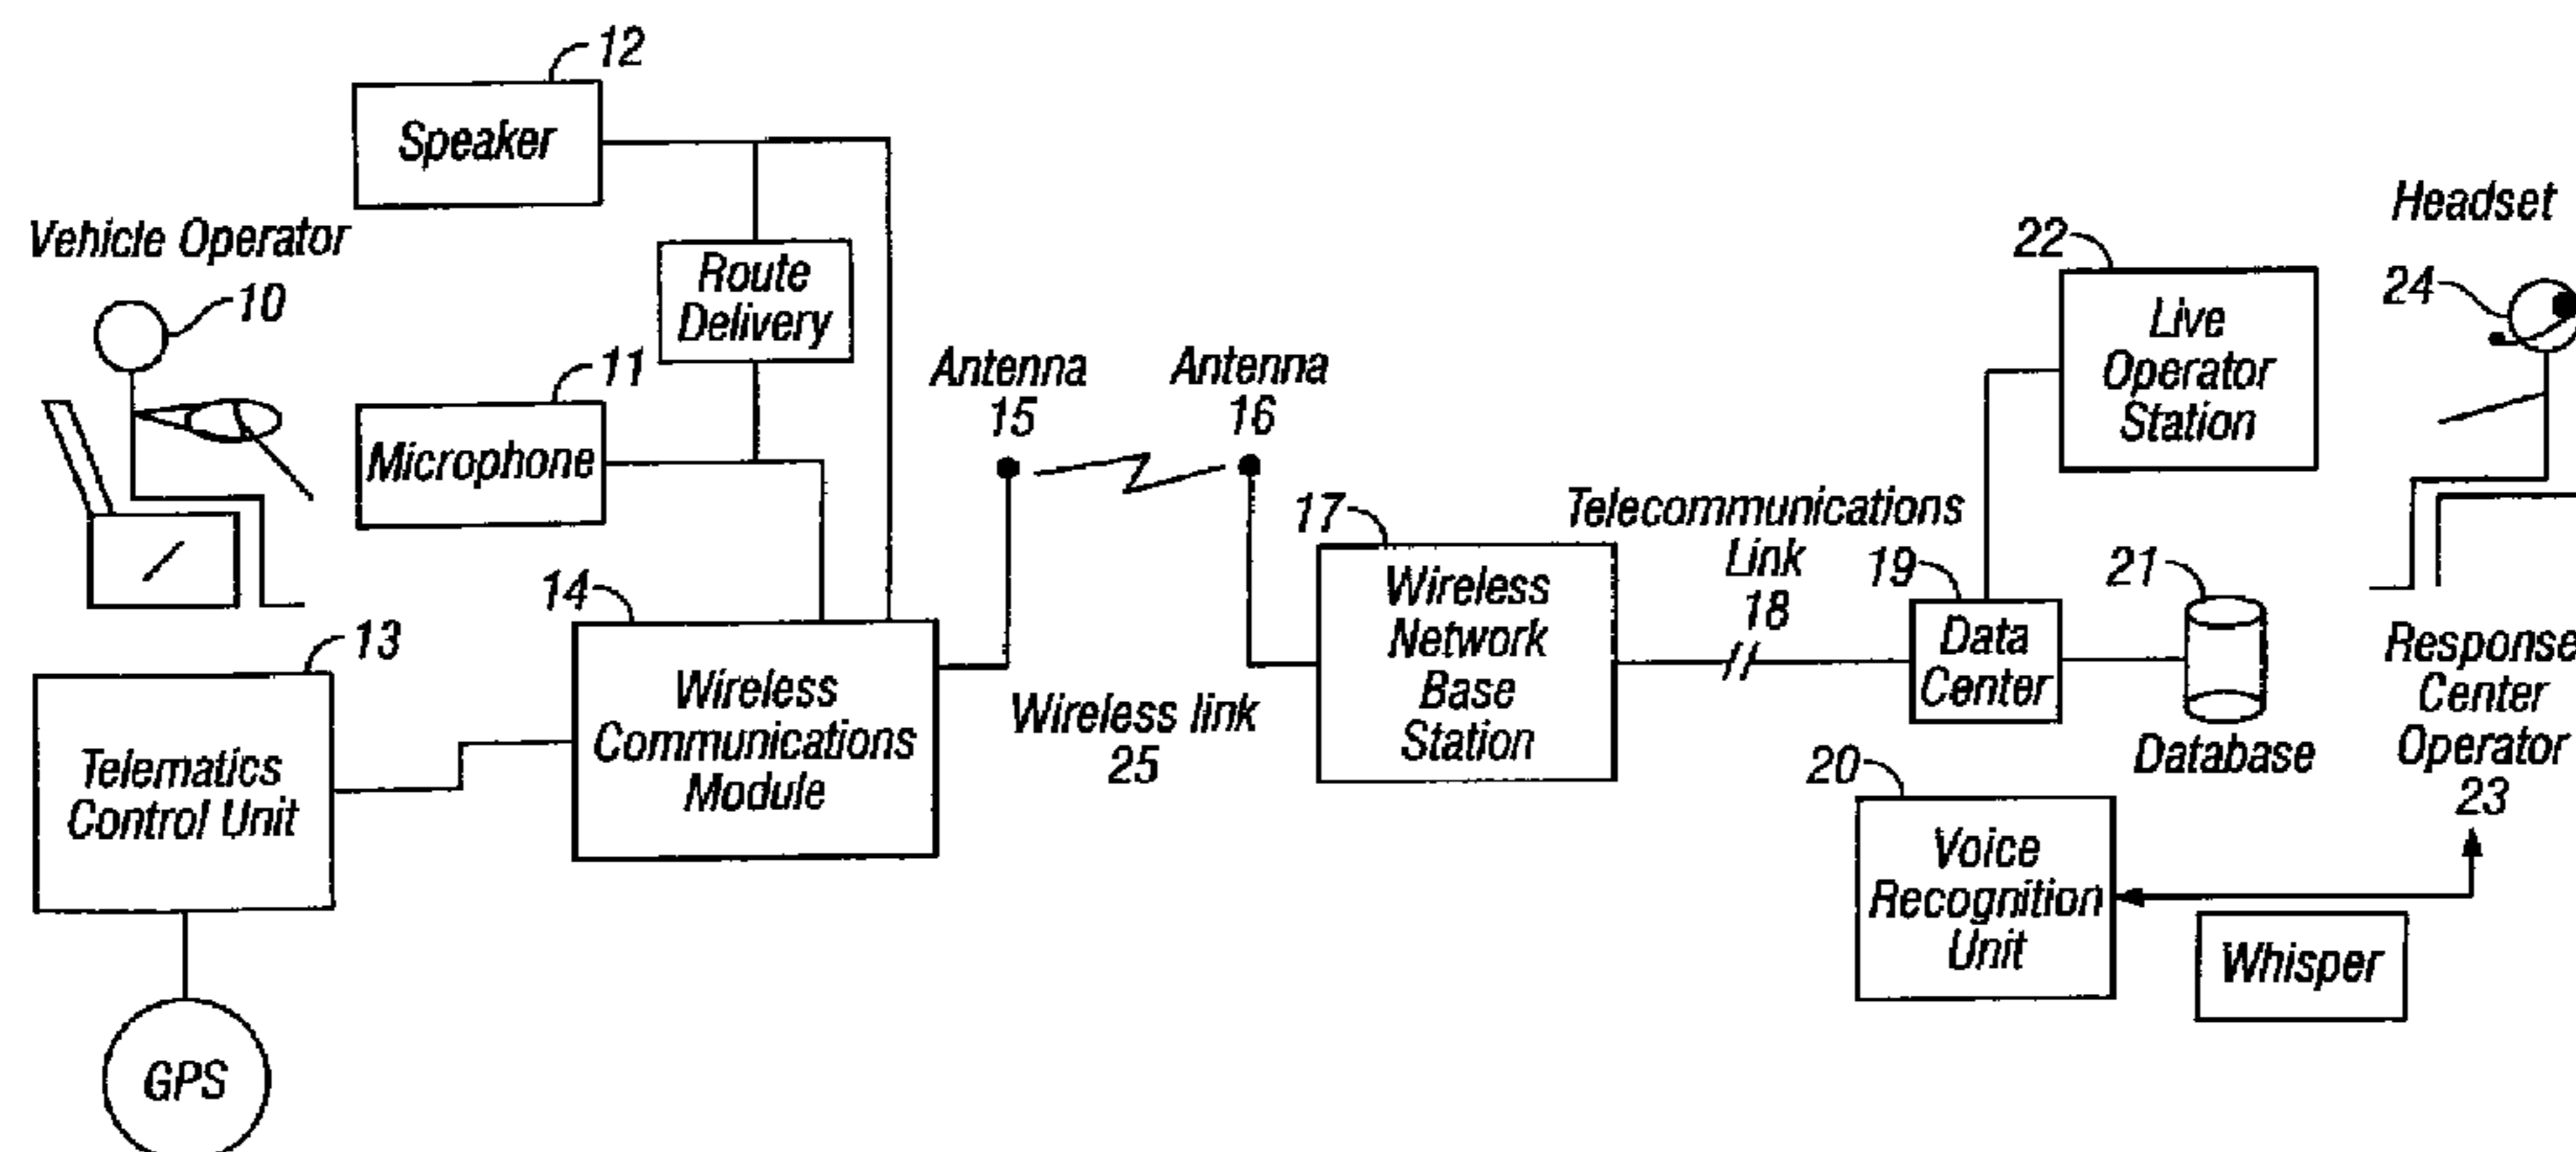 12
Speaker
Vehicle Operator
10
Route
Delivery
11
Microphone
Antenna
15
Antenna
16
13
Telematics
Control Unit
GPS
14
Wireless
Communications
Module
Wireless link
25
17
Wireless
Network
Base
Station
Telecommunications
Link
18
19
Data
Center
21
Database
22
Live
Operator
Station
Headset
24
Response
Center
Operator
23
20
Voice
Recognition
Unit
Whisper